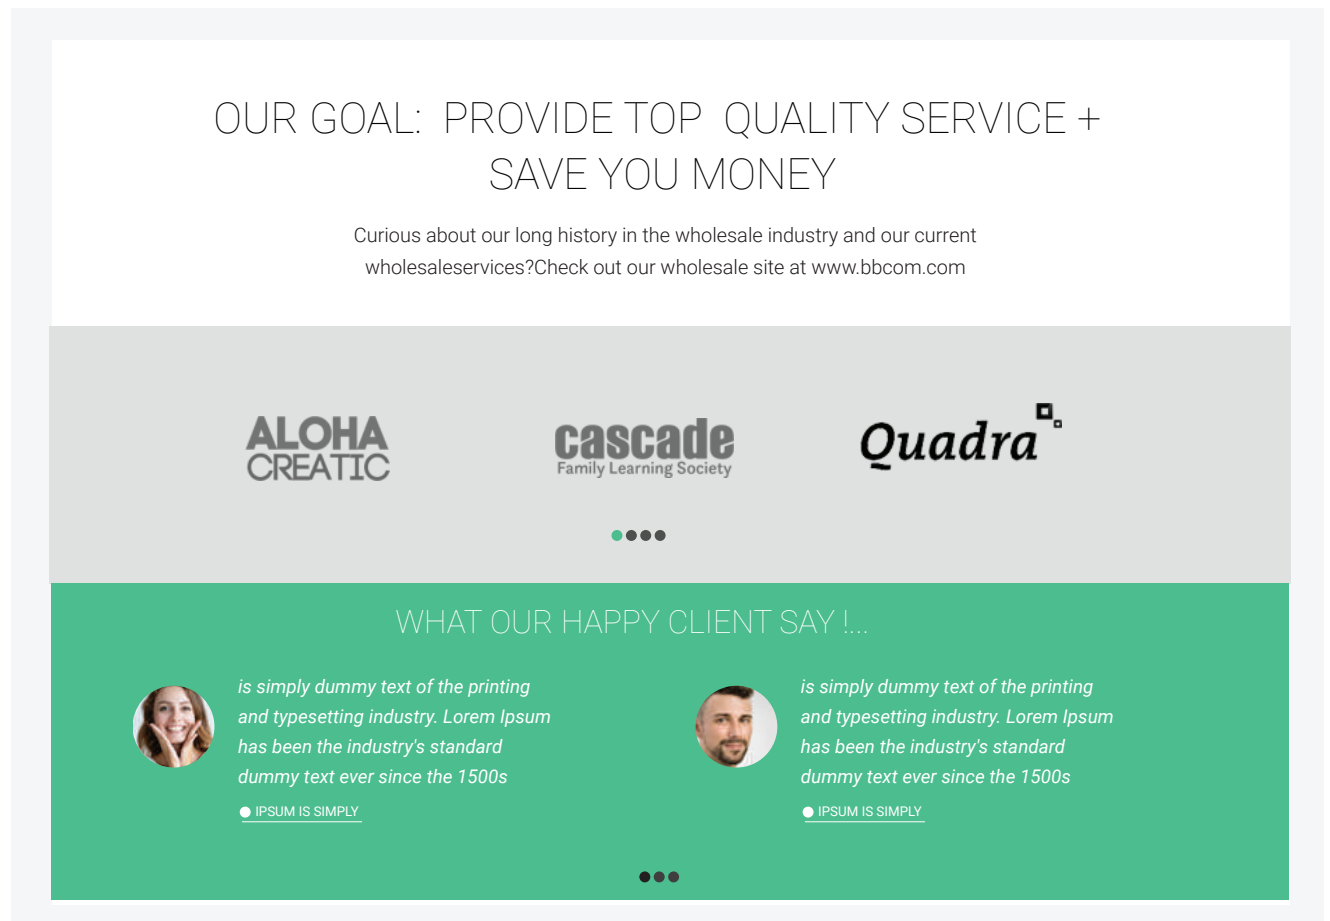 OUR GOAL: PROVIDE TOP QUALITY SERVICE +
SAVE YOU MONEY
Curious about our long history in the wholesale industry and our current
wholesaleservices?Check out our wholesale site at www.bbcom.com
ALOHA
CREATIC
cascade
Family Learning Society
Quadra
WHAT OUR HAPPY CLIENT SAY !...
is simply dummy text of the printing
and typesetting industry. Lorem Ipsum
has been the industry's standard
dummy text ever since the 1500s
IPSUM IS SIMPLY
is simply dummy text of the printing
and typesetting industry. Lorem Ipsum
has been the industry's standard
dummy text ever since the 1500s
IPSUM IS SIMPLY